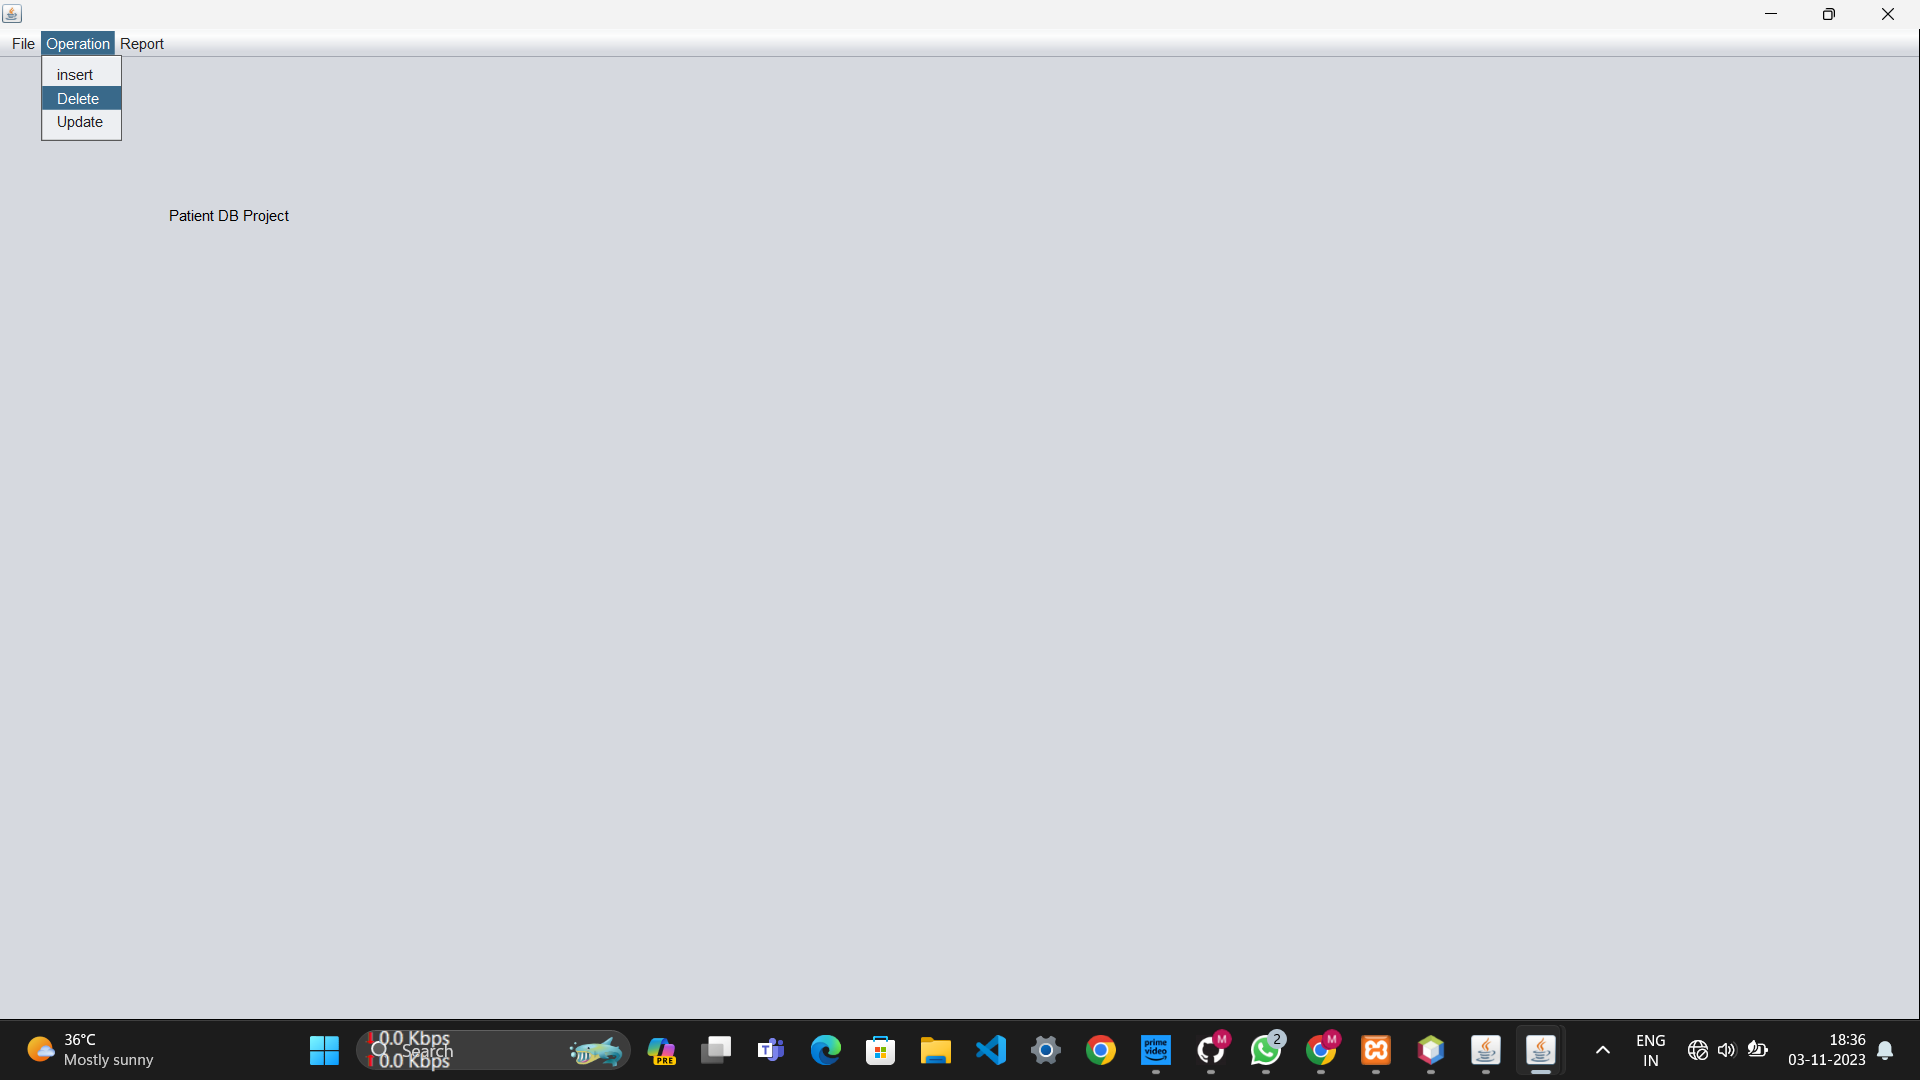 File Operation Report
insert
Delete
Update
Patient DB Project
36°C
Mostly sunny
0.0 Kbps
Search
0.0 Kbps
PRE
T
prime video
M
2
M
ENG
IN
18:36
03-11-2023